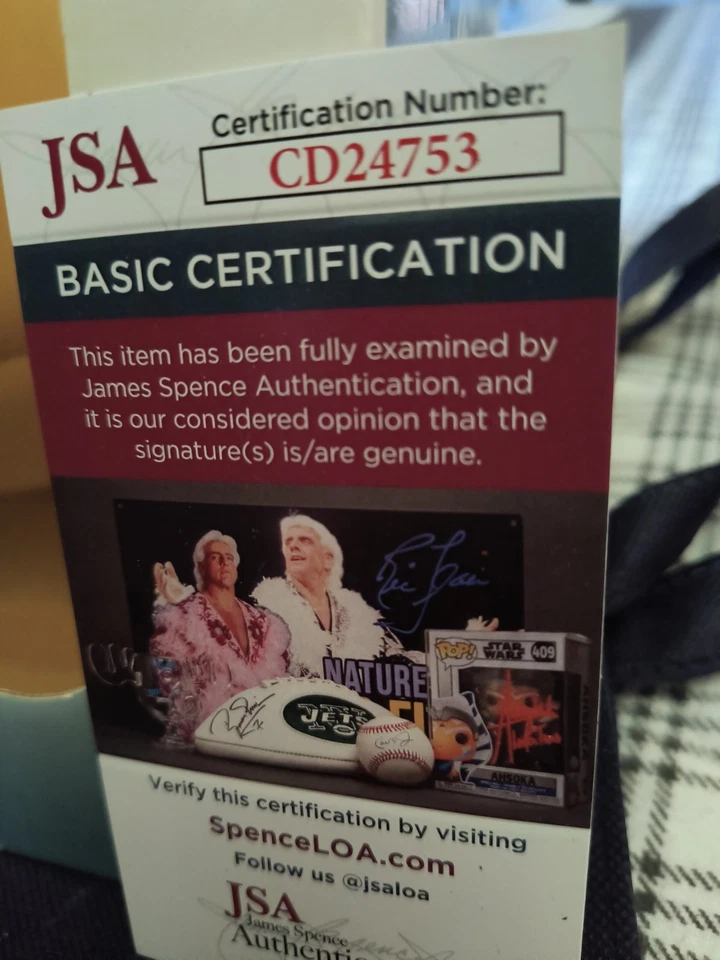 JSA
Certification Number:
CD24753
BASIC CERTIFICATION
This item has been fully examined by
James Spence Authentication, and
it is our considered opinion that the
signature(s) is/are genuine.
NATURE
JETS
POP!
STAR
WARS
409
AHSOKA
Verify this certification by visiting
SpenceLOA.com
Follow us @jsaloa
JSA
James Spence
Authentic